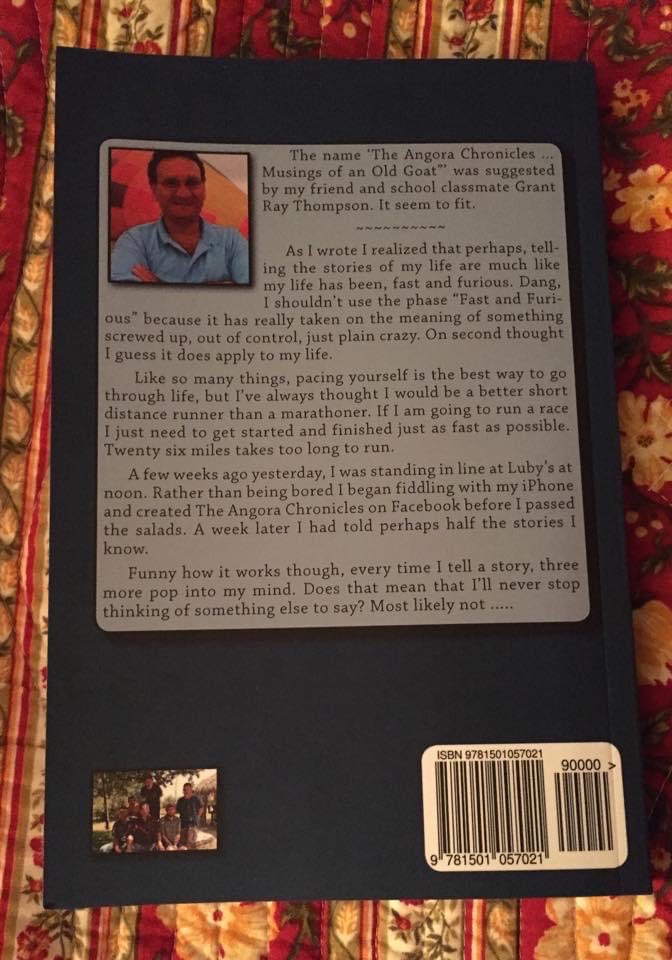 The name 'The Angora Chronicles ...
Musings of an Old Goat"' was suggested
by my friend and school classmate Grant
Ray Thompson. It seem to fit.
~~~~~~~~~~
As I wrote I realized that perhaps, tell-
ing the stories of my life are much like
my life has been, fast and furious. Dang,
I shouldn't use the phase "Fast and Furi-
ous" because it has really taken on the meaning of something
screwed up, out of control, just plain crazy. On second thought
I guess it does apply to my life.
Like so many things, pacing yourself is the best way to go
through life, but I've always thought I would be a better short
distance runner than a marathoner. If I am going to run a race
I just need to get started and finished just as fast as possible.
Twenty six miles takes too long to run.
A few weeks ago yesterday, I was standing in line at Luby's at
noon. Rather than being bored I began fiddling with my iPhone
and created The Angora Chronicles on Facebook before I passed
the salads. A week later I had told perhaps half the stories I
know.
Funny how it works though, every time I tell a story, three
more pop into my mind. Does that mean that I'll never stop
thinking of something else to say? Most likely not .....
ISBN 9781501057021
90000 >
9 781501 057021